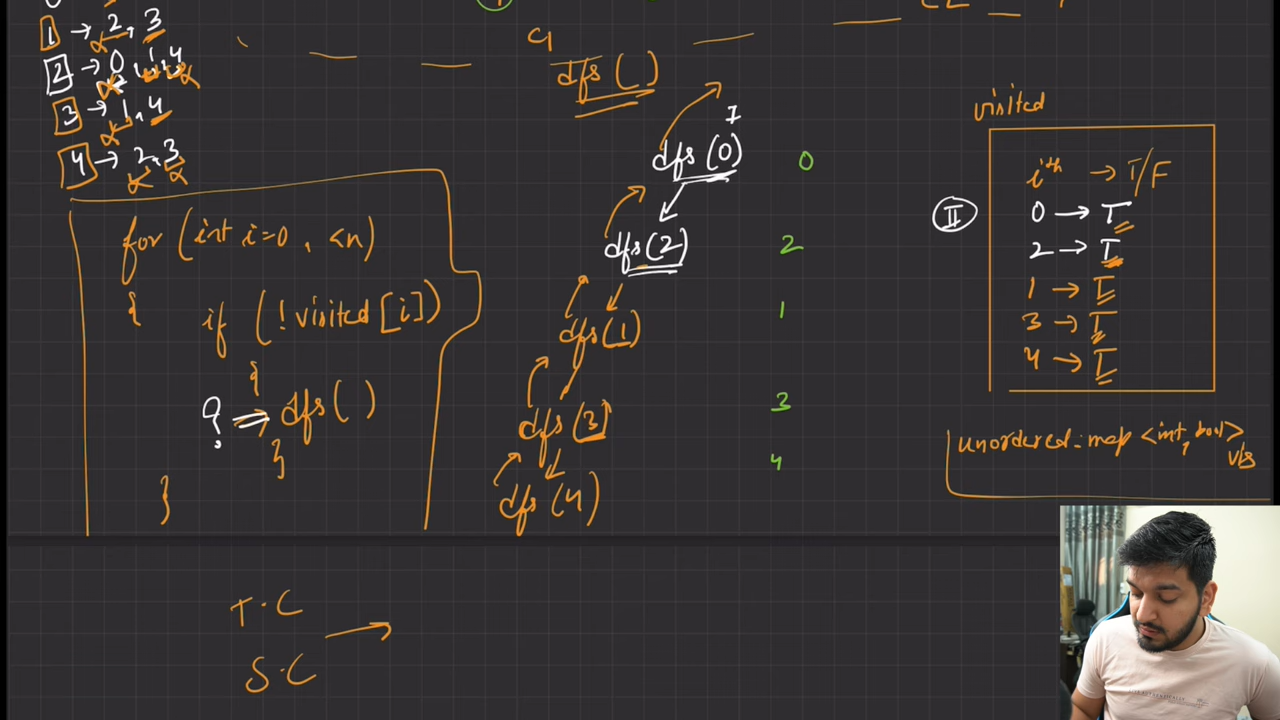 1 → 2, 3
2 → 0, 1, 4
3 → 1, 4
4 → 2, 3
for (int i=0, <n)
{
if (! visited[i])
{
? ⇒ dfs( )
}
}
dfs( )
dfs(0) 0
dfs(2) 2
dfs(1) 1
dfs(3) 3
dfs(4) 4
visited
II
ith → T/F
0 → T
2 → T
1 → T
3 → T
4 → T
unordered_map <int, bool>
vis
T.C
S.C →